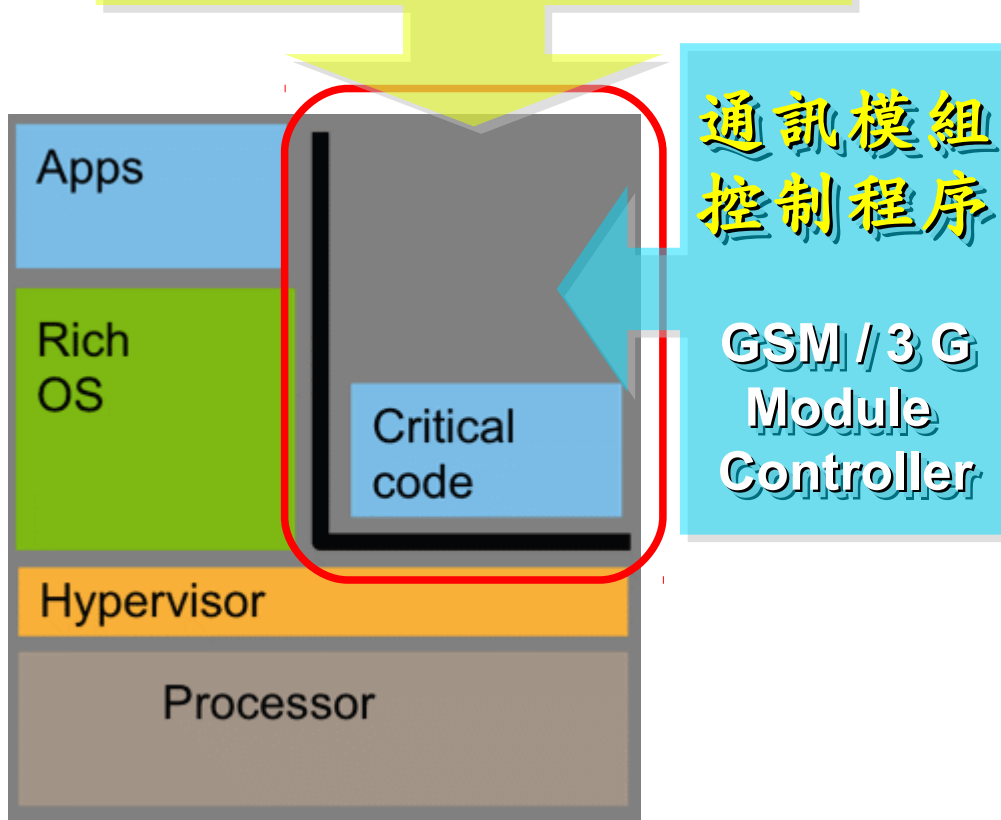 Apps
Rich
OS
Critical
code
Hypervisor
Processor
通訊模組
控制程序
GSM / 3 G
Module
Controller